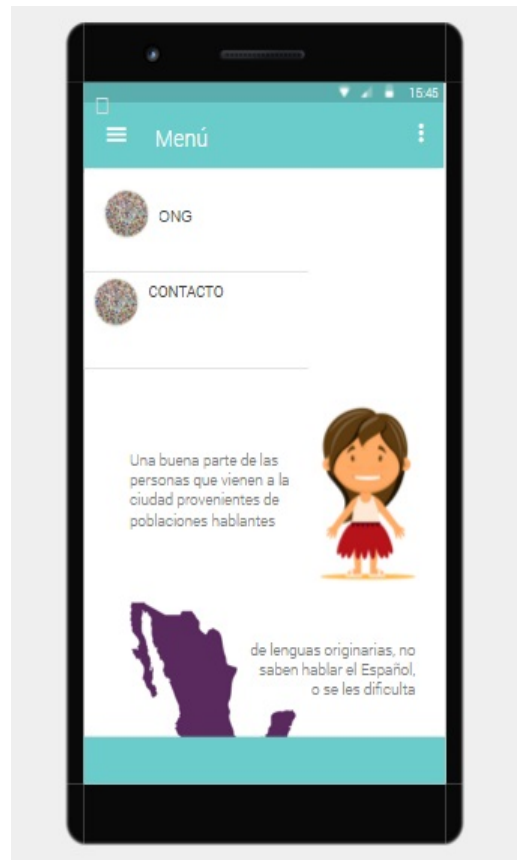 15:45
Menú
ONG
CONTACTO
Una buena parte de las
personas que vienen a la
ciudad provenientes de
poblaciones hablantes
de lenguas originarias, no
saben hablar el Español,
o se les dificulta